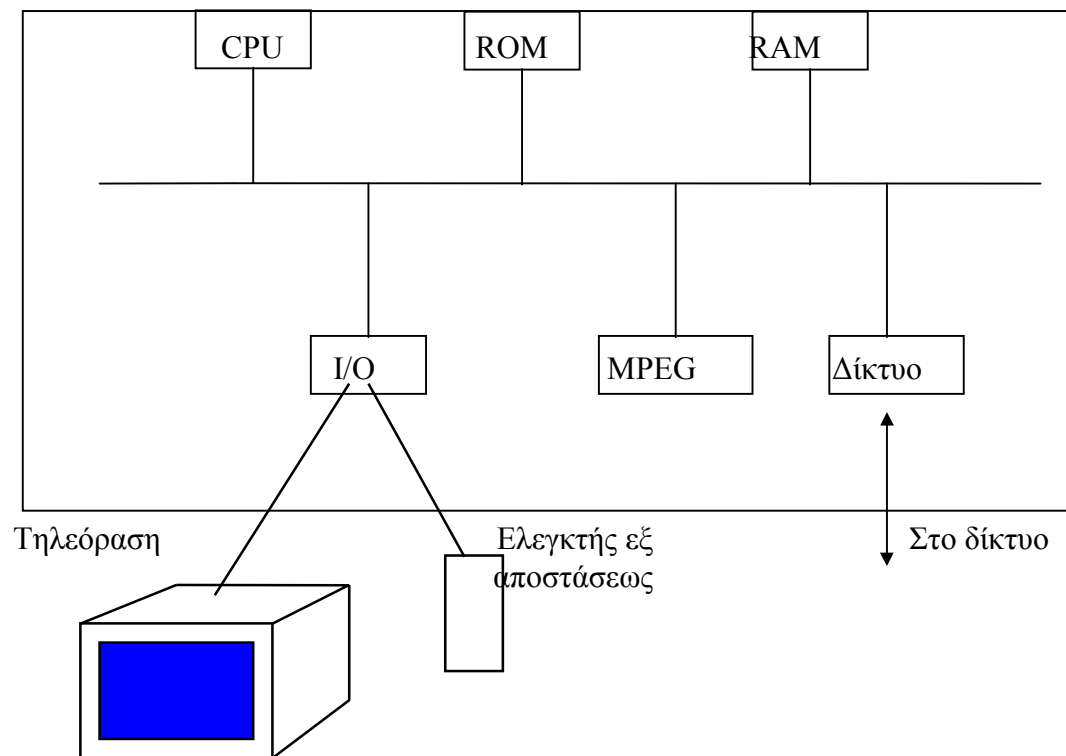 CPU
ROM
RAM
I/O
MPEG
Δίκτυο
Τηλεόραση
Ελεγκτής εξ
αποστάσεως
Στο δίκτυο